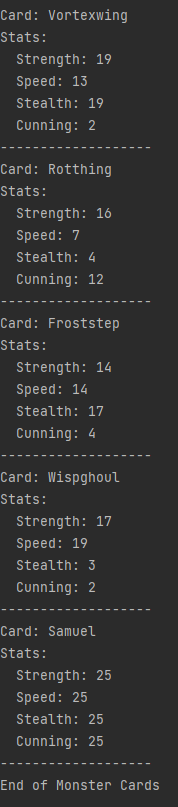 Card: Vortexwing
Stats:
  Strength: 19
  Speed: 13
  Stealth: 19
  Cunning: 2
-------------------
Card: Rotthing
Stats:
  Strength: 16
  Speed: 7
  Stealth: 4
  Cunning: 12
-------------------
Card: Froststep
Stats:
  Strength: 14
  Speed: 14
  Stealth: 17
  Cunning: 4
-------------------
Card: Wispghoul
Stats:
  Strength: 17
  Speed: 19
  Stealth: 3
  Cunning: 2
-------------------
Card: Samuel
Stats:
  Strength: 25
  Speed: 25
  Stealth: 25
  Cunning: 25
-------------------
End of Monster Cards